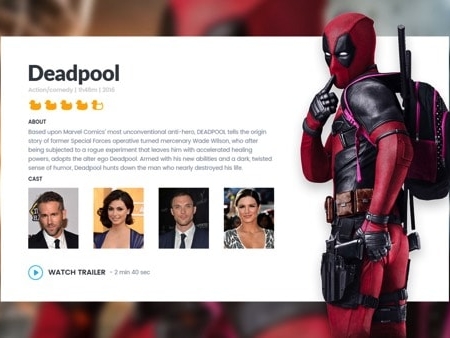 Deadpool
Action/comedy | 1h48m | 2016
ABOUT
Based upon Marvel Comics' most unconventional anti-hero, DEADPOOL tells the origin
story of former Special Forces operative turned mercenary Wade Wilson, who after
being subjected to a rogue experiment that leaves him with accelerated healing
powers, adopts the alter ego Deadpool. Armed with his new abilities and a dark, twisted
sense of humor, Deadpool hunts down the man who nearly destroyed his life.
CAST
WATCH TRAILER - 2 min 40 sec